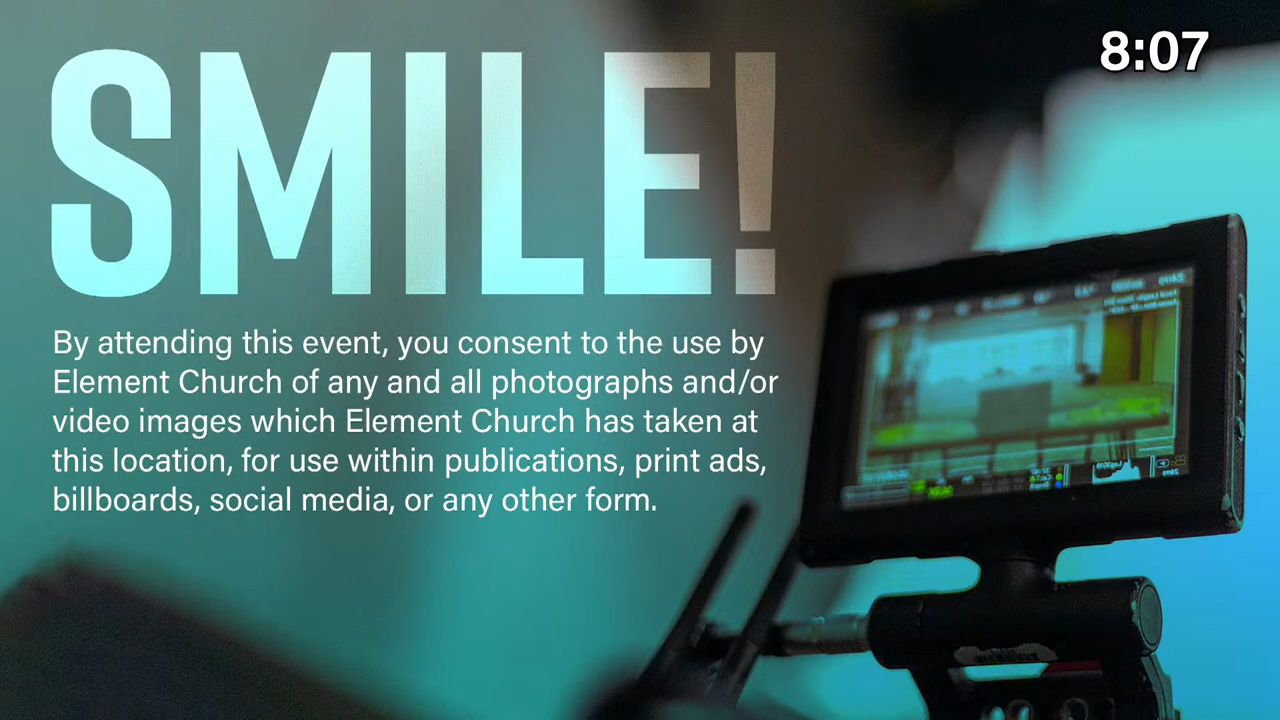 8:07
SMILE!
By attending this event, you consent to the use by
Element Church of any and all photographs and/or
video images which Element Church has taken at
this location, for use within publications, print ads,
billboards, social media, or any other form.